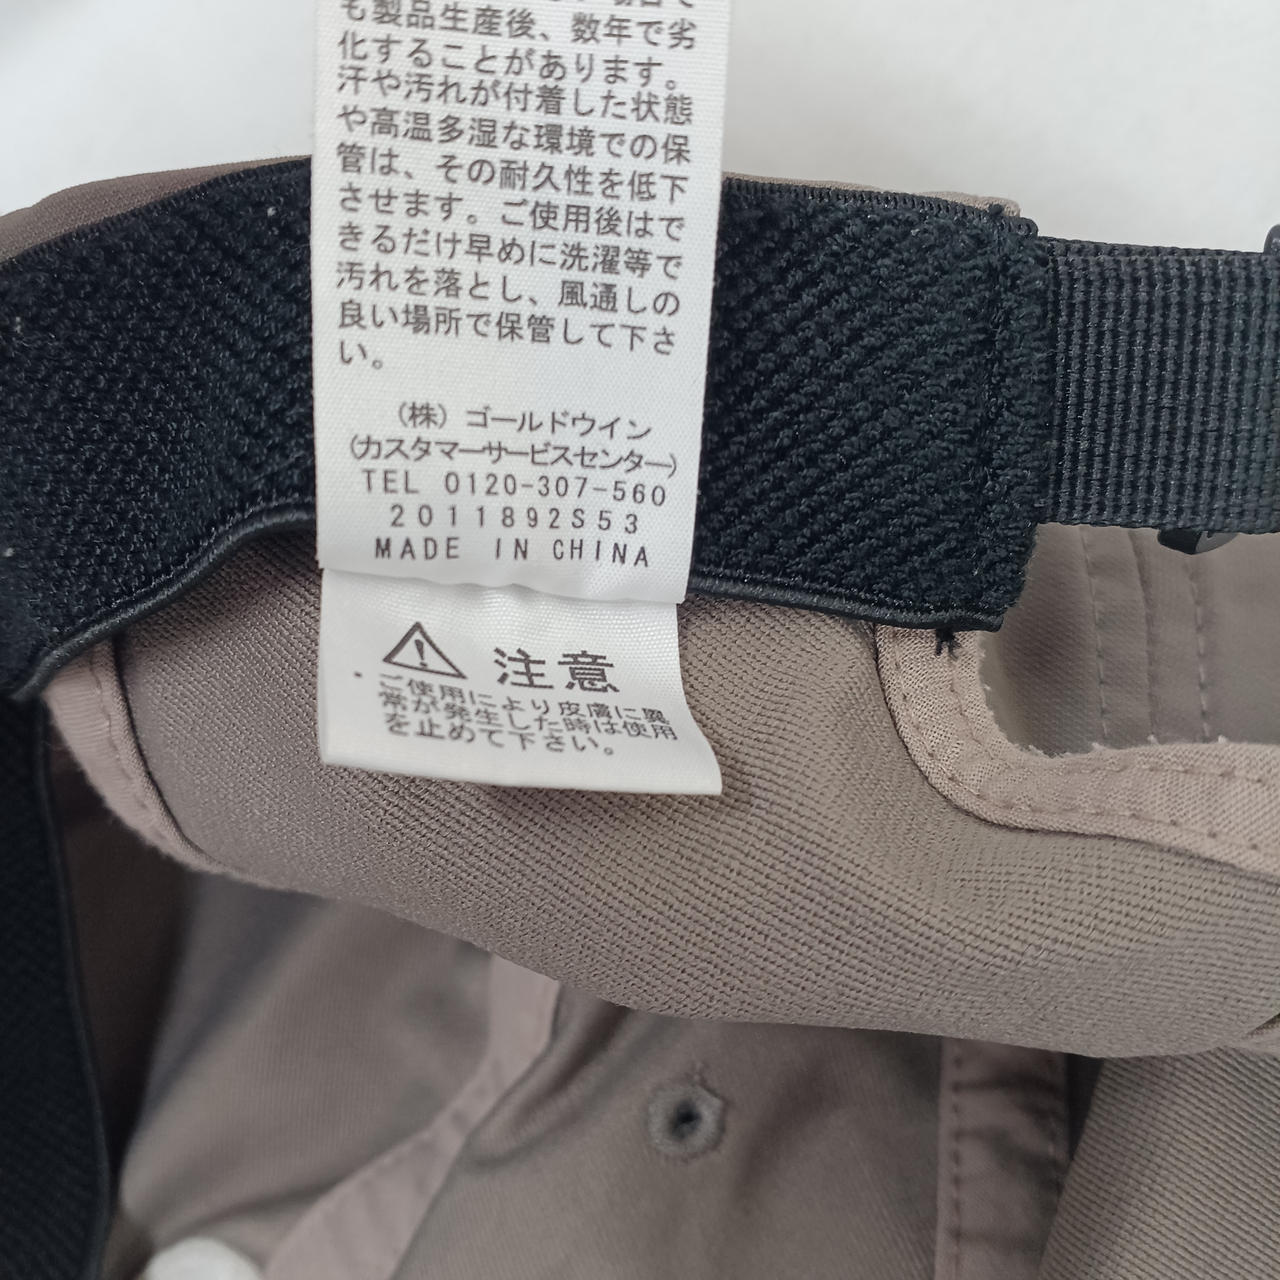 も製品生産後、数年で劣
化することがあります。
汗や汚れが付着した状態
や高温多湿な環境での保
管は、その耐久性を低下
させます。ご使用後はで
きるだけ早めに洗濯等で
汚れを落とし、風通しの
良い場所で保管して下さ
い。
(株) ゴールドウイン
(カスタマーサービスセンター)
TEL 0120-307-560
2011892S53
MADE IN CHINA
注意
ご使用により皮膚に異
常が発生した時は使用
を止めて下さい。